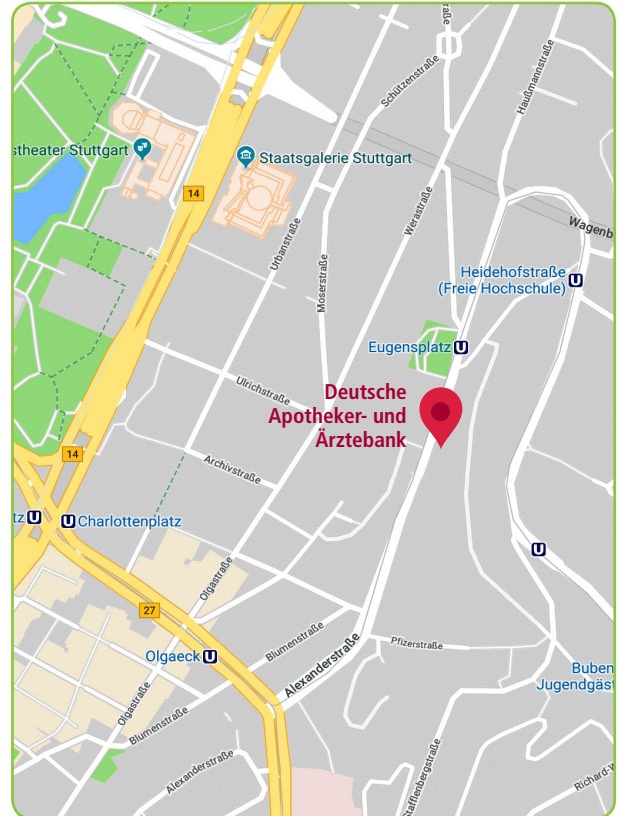 raße
Schützenstraße
Haußmannstraße
stheater Stuttgart
Staatsgalerie Stuttgart
14
Werastraße
Urbanstraße
Wagenb
Moserstraße
Heidehofstraße
(Freie Hochschule)
U
Eugensplatz U
Ulrichstraße
Deutsche
Apotheker- und
Ärztebank
14
Archivstraße
tz U
U Charlottenplatz
U
Olgastraße
27
Blumenstraße
Pfizerstraße
Olgaeck U
Alexanderstraße
Buben
Jugendgäst
Olgastraße
Blumenstraße
Alexanderstraße
Stafflenbergstraße
Richard-W